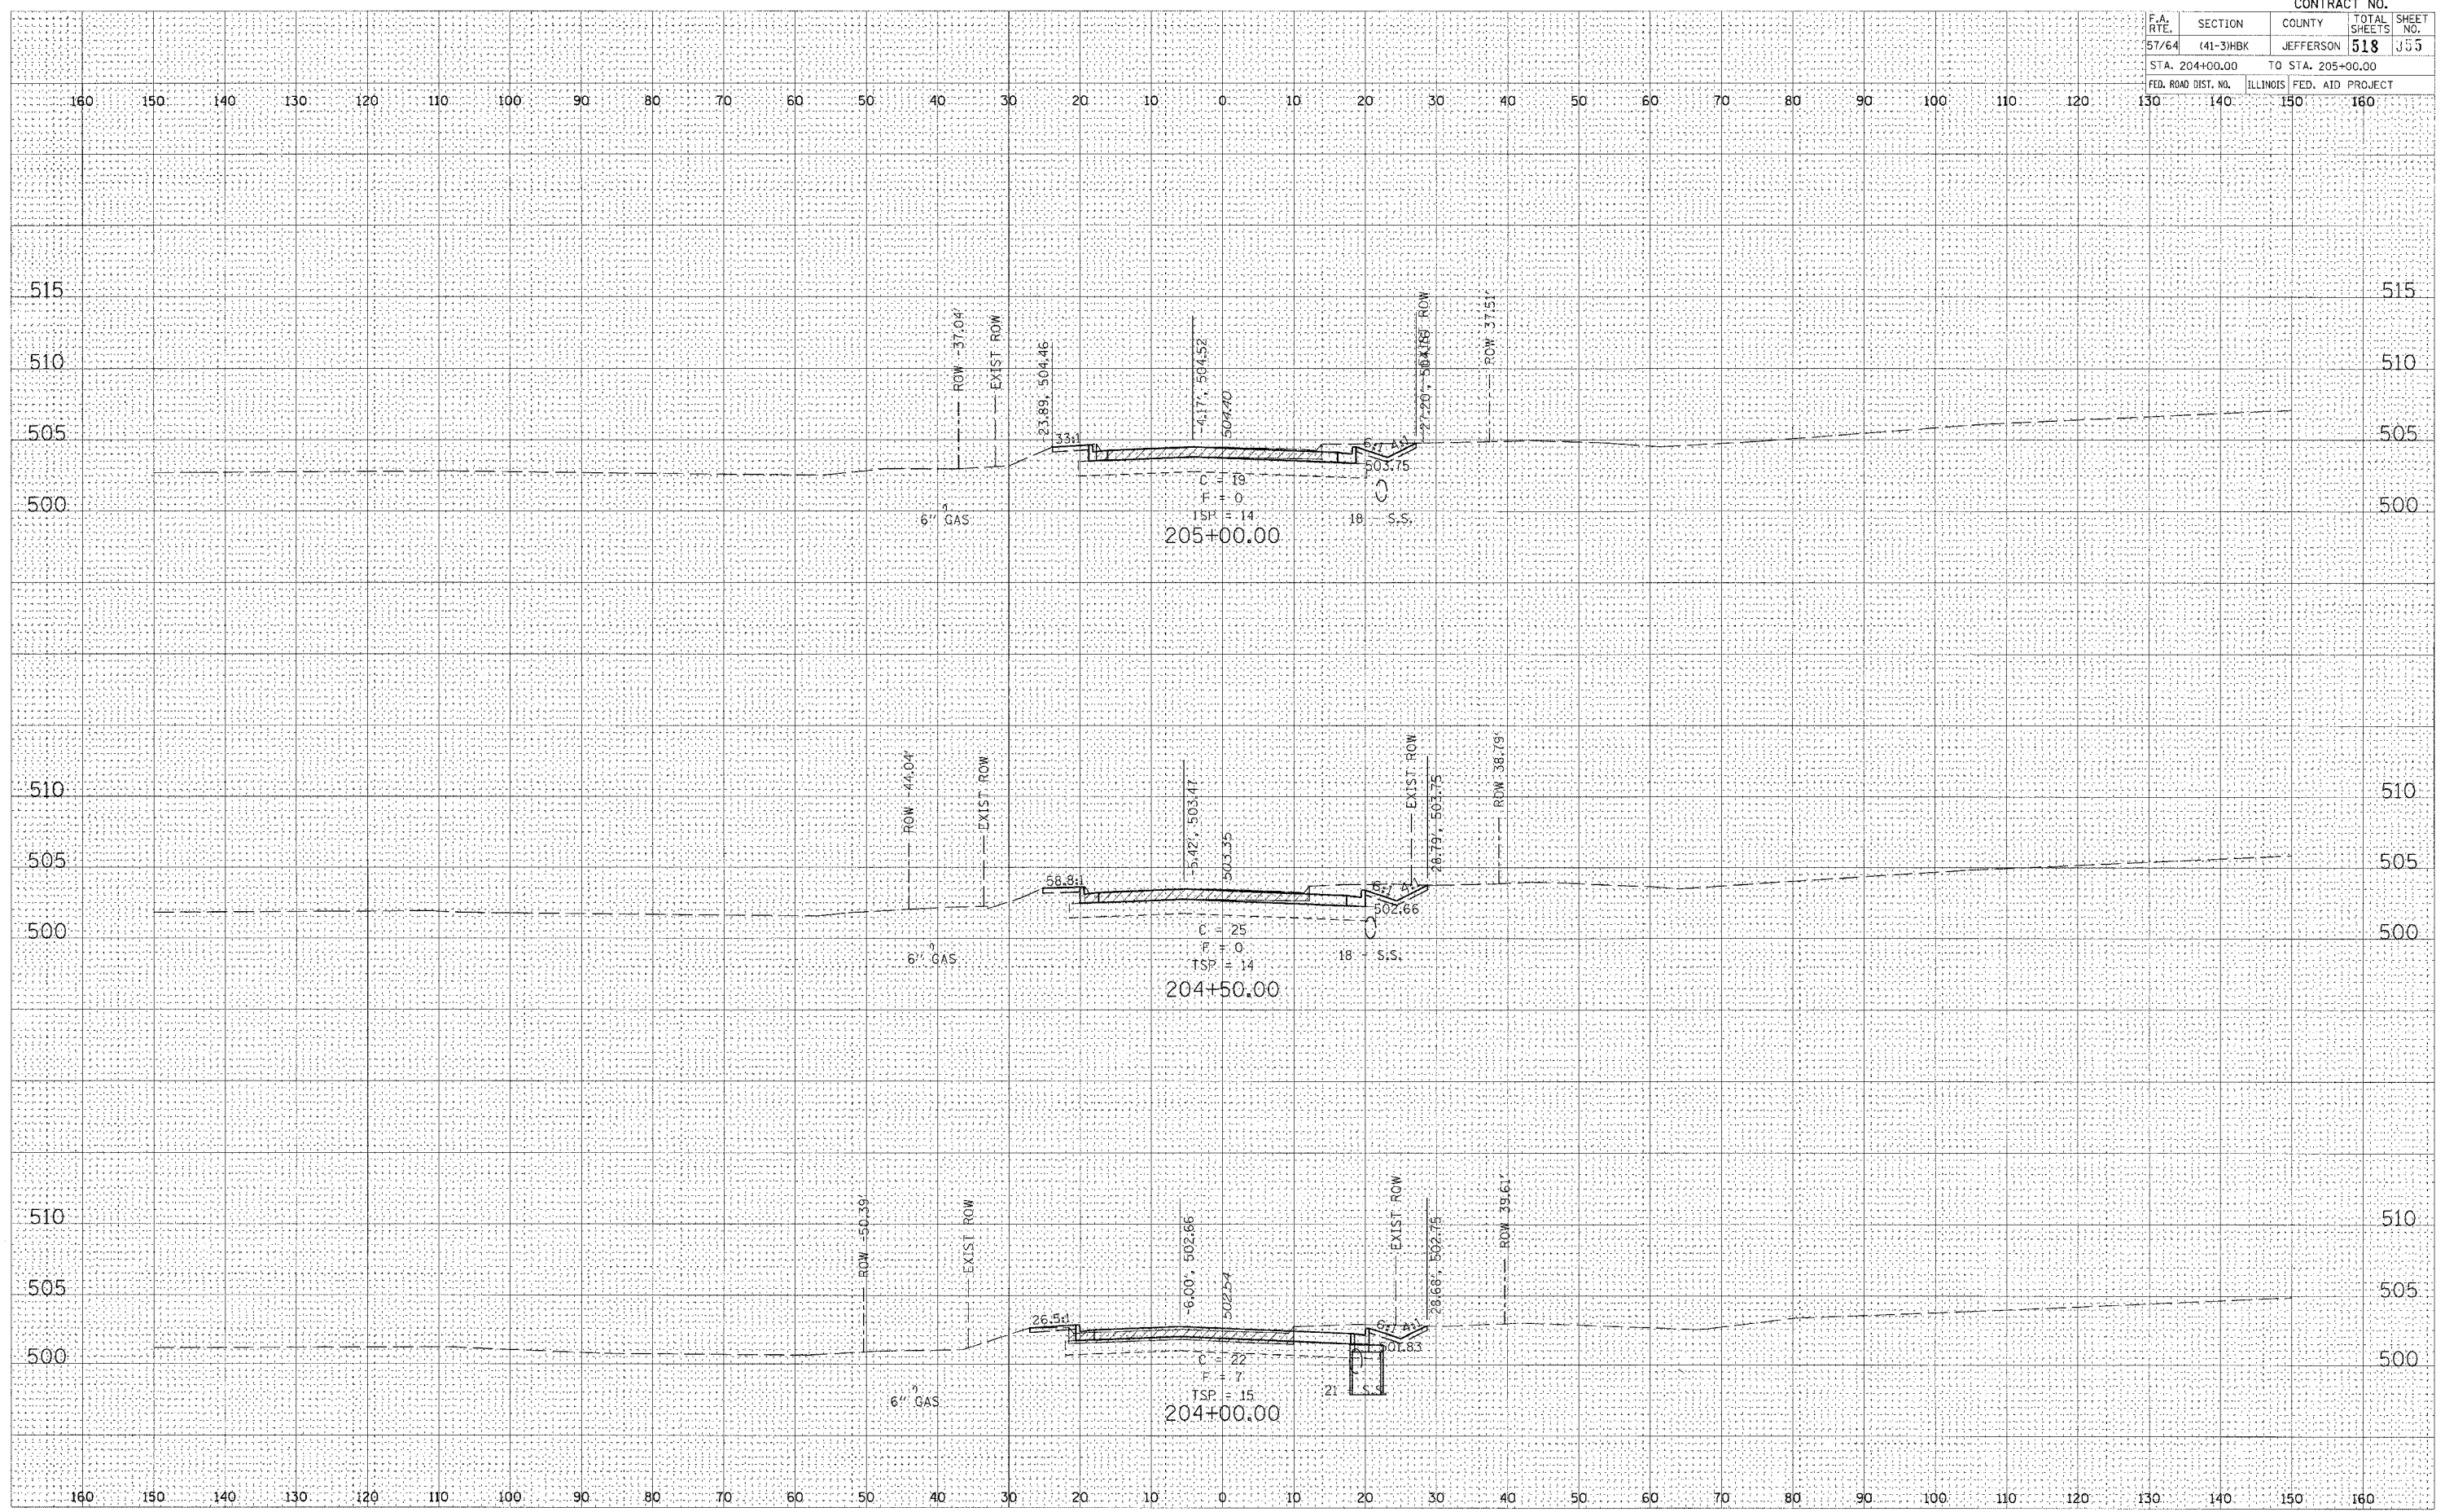 CONTRACT NO.
F.A. RTE. SECTION COUNTY TOTAL SHEETS SHEET NO.
57/64 (41-3)HBK JEFFERSON 518
STA. 204+00.00 TO STA. 205+00.00
FED. ROAD DIST. NO. ILLINOIS FED. AID PROJECT
160 150 140 130 120 110 100 90 80 70 60 50 40 30 20 10 0 10 20 30 40 50 60 70 80 90 100 110 120 130 140 150 160
515 515
510 510
505 505
500 500
ROW -37.04'
EXIST ROW
23.89, 504.46
-4.17', 504.52
504.40
EXIST ROW
ROW 37.51'
33:1
6:1 4:1
503.75
6" GAS
C = 19
F = 0
TSP = 14
18 - S.S.
205+00.00
510 510
505 505
500 500
ROW -44.04'
EXIST ROW
-5.42', 503.47
503.35
EXIST ROW
28.79', 503.75
ROW 38.79'
58.8:1
6:1 4:1
502.66
6" GAS
C = 25
F = 0
TSP = 14
18 - S.S.
204+50.00
510 510
505 505
500 500
ROW -50.39'
EXIST ROW
-6.00', 502.66
502.54
EXIST ROW
28.68', 502.75
ROW 39.61'
26.5:1
6:1 4:1
501.83
6" GAS
C = 22
F = 7
TSP = 15
21 - S.S.
204+00.00
160 150 140 130 120 110 100 90 80 70 60 50 40 30 20 10 0 10 20 30 40 50 60 70 80 90 100 110 120 130 140 150 160